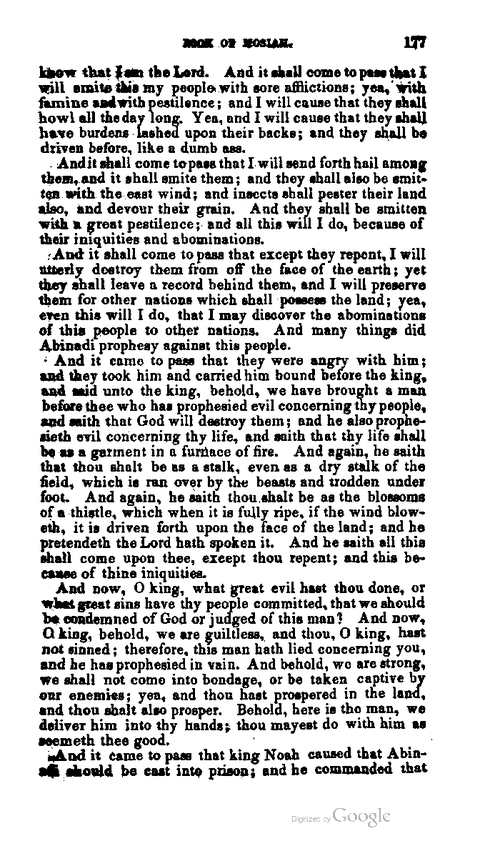 BOOK OF MOSIAH. 177
know that I am the Lord. And it shall come to pass that I
will smite this my people with sore afflictions; yea, with
famine and with pestilence; and I will cause that they shall
howl all the day long. Yea, and I will cause that they shall
have burdens lashed upon their backs; and they shall be
driven before, like a dumb ass.
And it shall come to pass that I will send forth hail among
them, and it shall smite them; and they shall also be smit-
ten with the east wind; and insects shall pester their land
also, and devour their grain. And they shall be smitten
with a great pestilence; and all this will I do, because of
their iniquities and abominations.
And it shall come to pass that except they repent, I will
utterly destroy them from off the face of the earth; yet
they shall leave a record behind them, and I will preserve
them for other nations which shall possess the land; yea,
even this will I do, that I may discover the abominations
of this people to other nations. And many things did
Abinadi prophesy against this people.
And it came to pass that they were angry with him;
and they took him and carried him bound before the king,
and said unto the king, behold, we have brought a man
before thee who has prophesied evil concerning thy people,
and saith that God will destroy them; and he also prophe-
sieth evil concerning thy life, and saith that thy life shall
be as a garment in a furnace of fire. And again, he saith
that thou shalt be as a stalk, even as a dry stalk of the
field, which is ran over by the beasts and trodden under
foot. And again, he saith thou shalt be as the blossoms
of a thistle, which when it is fully ripe, if the wind blow-
eth, it is driven forth upon the face of the land; and he
pretendeth the Lord hath spoken it. And he saith all this
shall come upon thee, except thou repent; and this be-
cause of thine iniquities.
And now, O king, what great evil hast thou done, or
what great sins have thy people committed, that we should
be condemned of God or judged of this man? And now,
O king, behold, we are guiltless, and thou, O king, hast
not sinned; therefore, this man hath lied concerning you,
and he has prophesied in vain. And behold, we are strong,
we shall not come into bondage, or be taken captive by
our enemies; yea, and thou hast prospered in the land,
and thou shalt also prosper. Behold, here is the man, we
deliver him into thy hands; thou mayest do with him as
seemeth thee good.
And it came to pass that king Noah caused that Abin-
adi should be cast into prison; and he commanded that
Digitized by Google